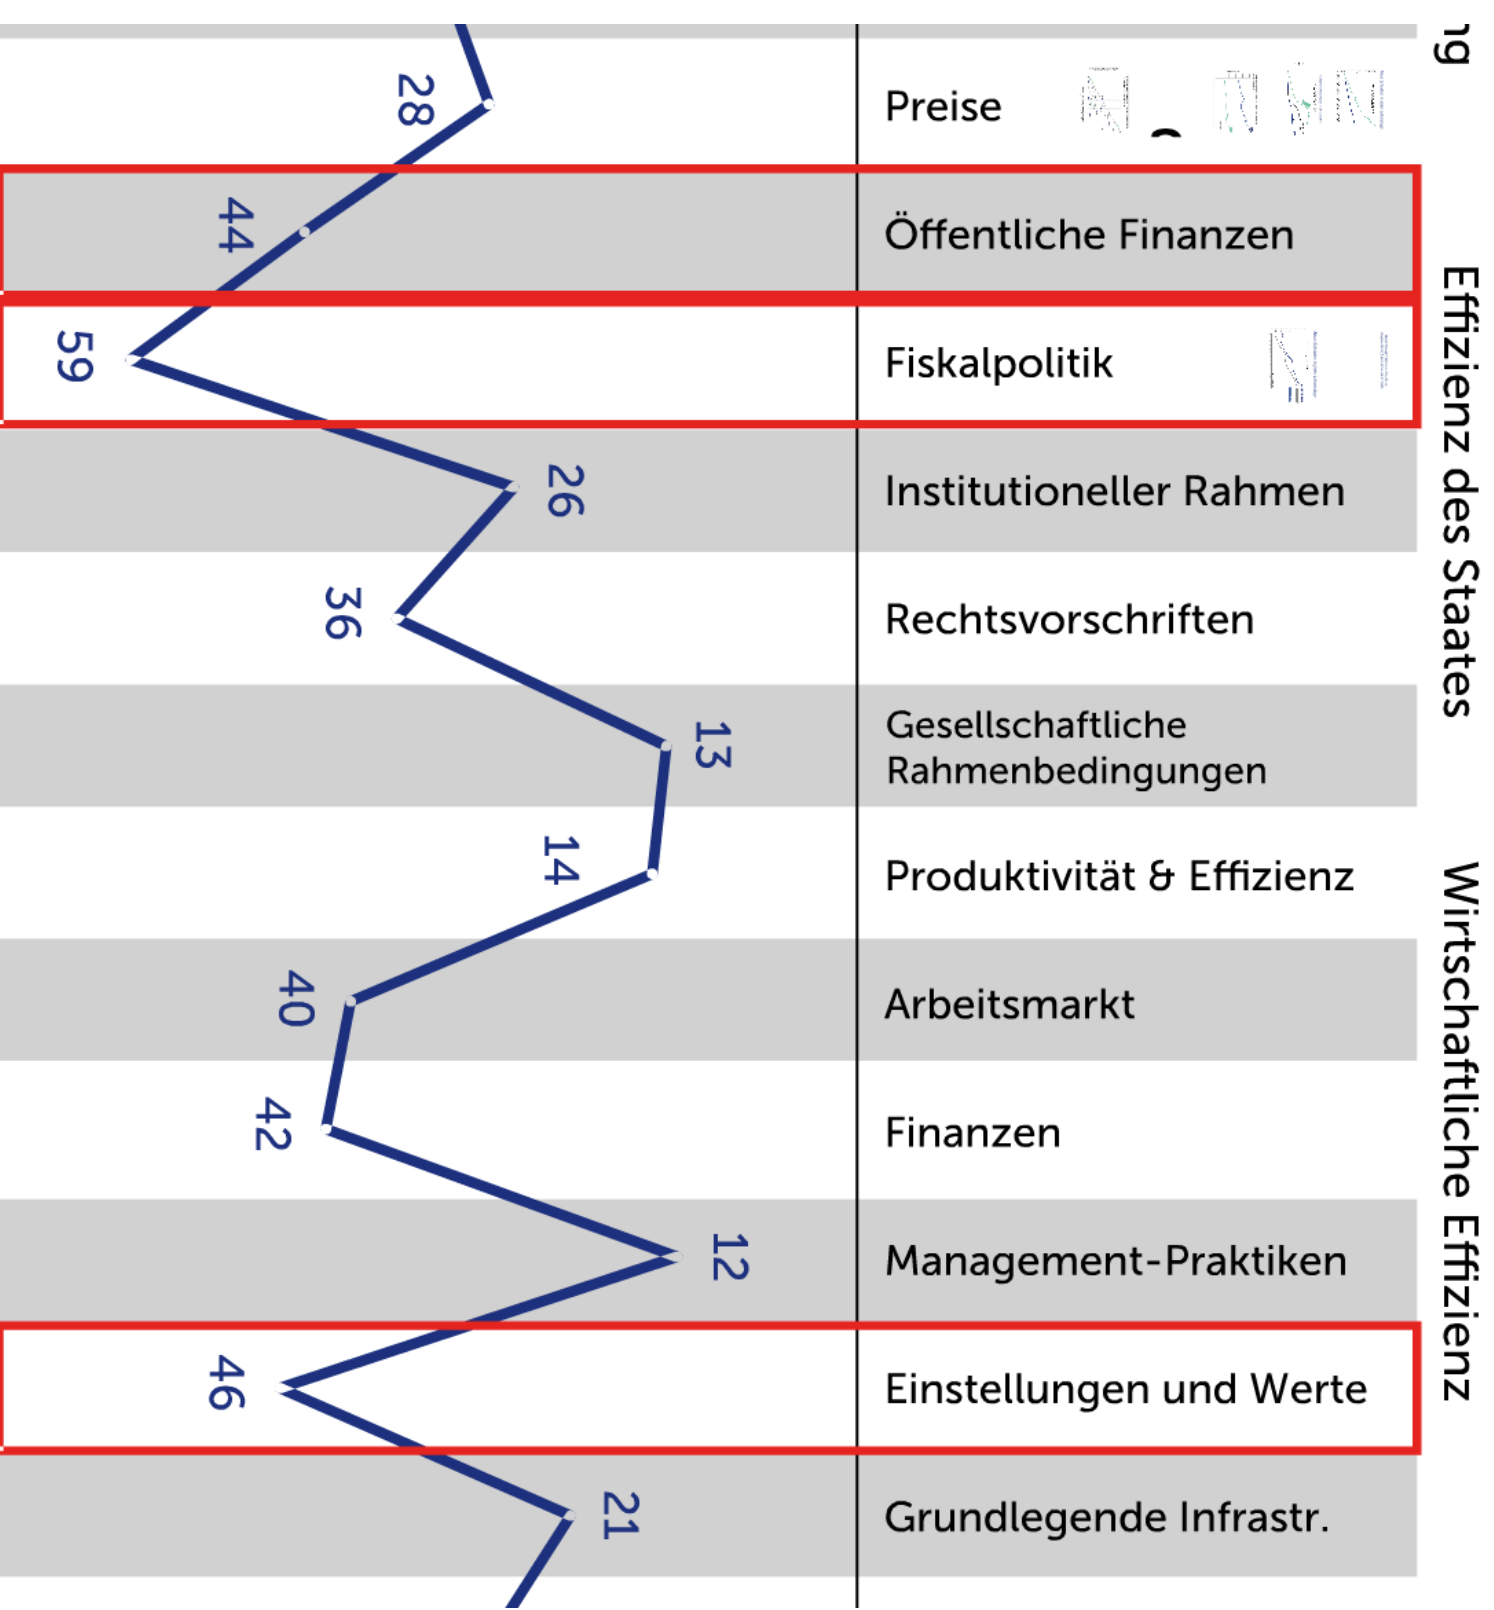 ng
28
Preise
44
Öffentliche Finanzen
59
Fiskalpolitik
26
Institutioneller Rahmen
Effizienz des Staates
36
Rechtsvorschriften
13
Gesellschaftliche
Rahmenbedingungen
14
Produktivität & Effizienz
40
Arbeitsmarkt
42
Finanzen
Wirtschaftliche Effizienz
12
Management-Praktiken
46
Einstellungen und Werte
21
Grundlegende Infrastr.